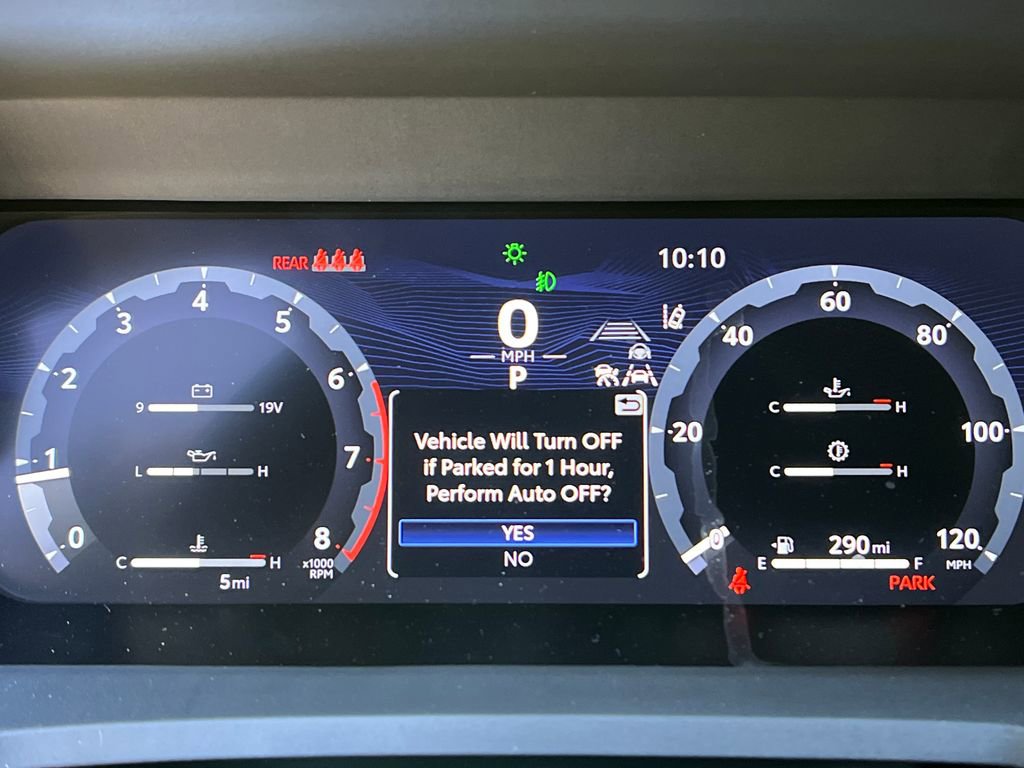 REAR
10:10
0
MPH
P
0
1
2
3
4
5
6
7
8
x1000
RPM
9 19V
L H
C H
5mi
Vehicle Will Turn OFF
if Parked for 1 Hour,
Perform Auto OFF?
YES
NO
0
20
40
60
80
100
120
MPH
C H
C H
290mi
E F
PARK